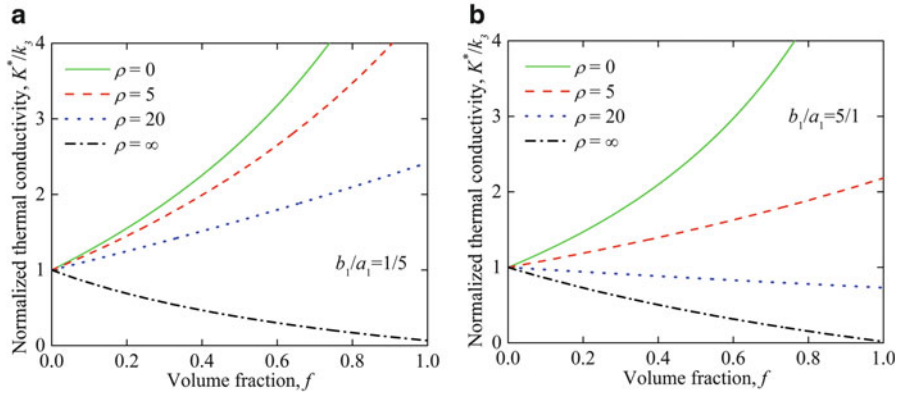 a
Normalized thermal conductivity, K*/k₃
4
3
2
1
0
ρ = 0
ρ = 5
ρ = 20
ρ = ∞
b₁/a₁=1/5
0.0 0.2 0.4 0.6 0.8 1.0
Volume fraction, f
b
Normalized thermal conductivity, K*/k₃
4
3
2
1
0
ρ = 0
ρ = 5
ρ = 20
ρ = ∞
b₁/a₁=5/1
0.0 0.2 0.4 0.6 0.8 1.0
Volume fraction, f